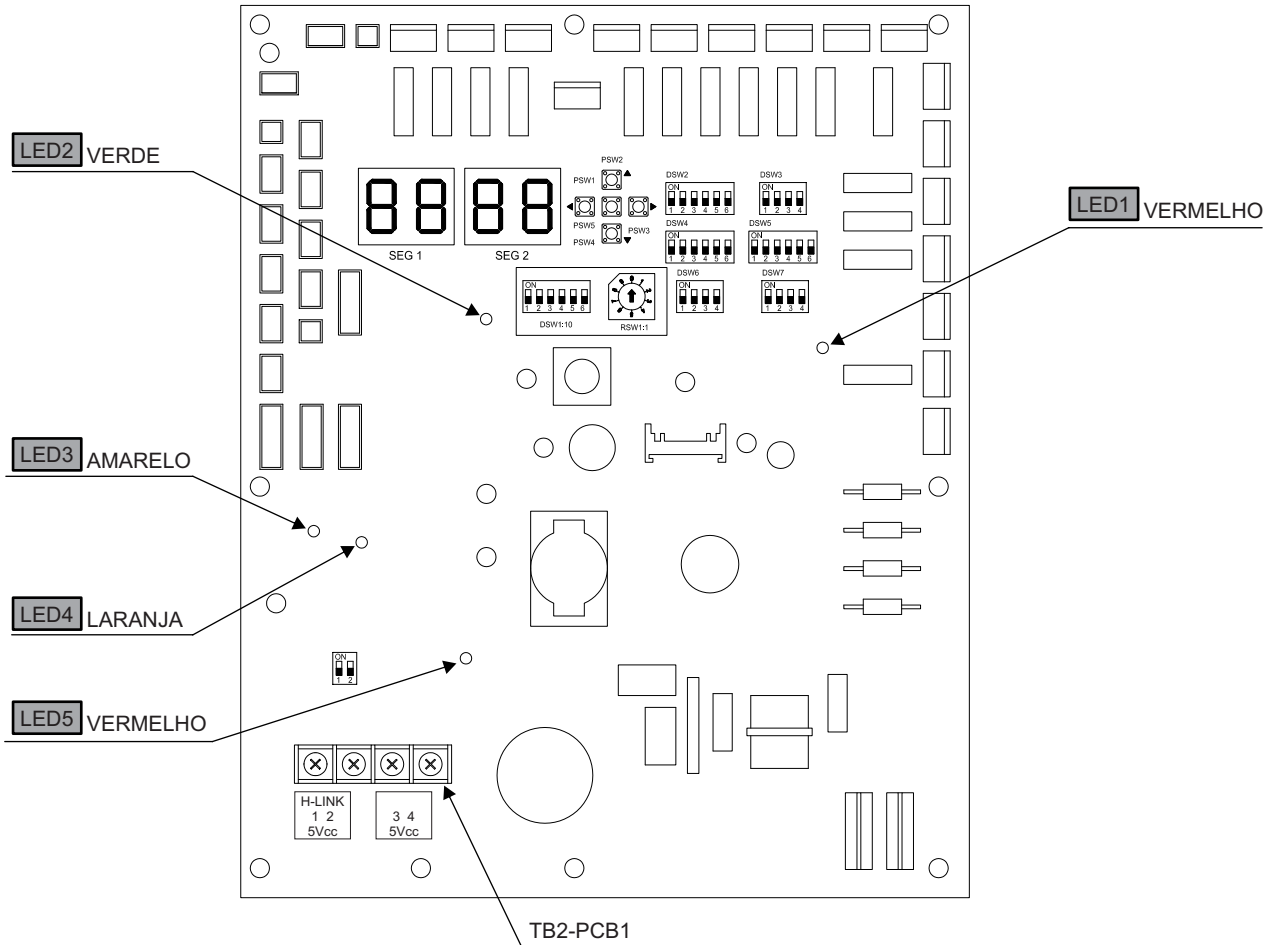 LED2 VERDE
LED1 VERMELHO
LED3 AMARELO
LED4 LARANJA
LED5 VERMELHO
SEG 1
SEG 2
PSW2
PSW1
PSW5
PSW3
PSW4
DSW2
ON
1 2 3 4 5 6
DSW3
ON
1 2 3 4
DSW4
ON
1 2 3 4 5 6
DSW5
ON
1 2 3 4 5 6
DSW6
ON
1 2 3 4
DSW7
ON
1 2 3 4
ON
1 2 3 4 5 6
DSW1:10
RSW1:1
ON
1 2
H-LINK
1 2
5Vcc
3 4
5Vcc
TB2-PCB1